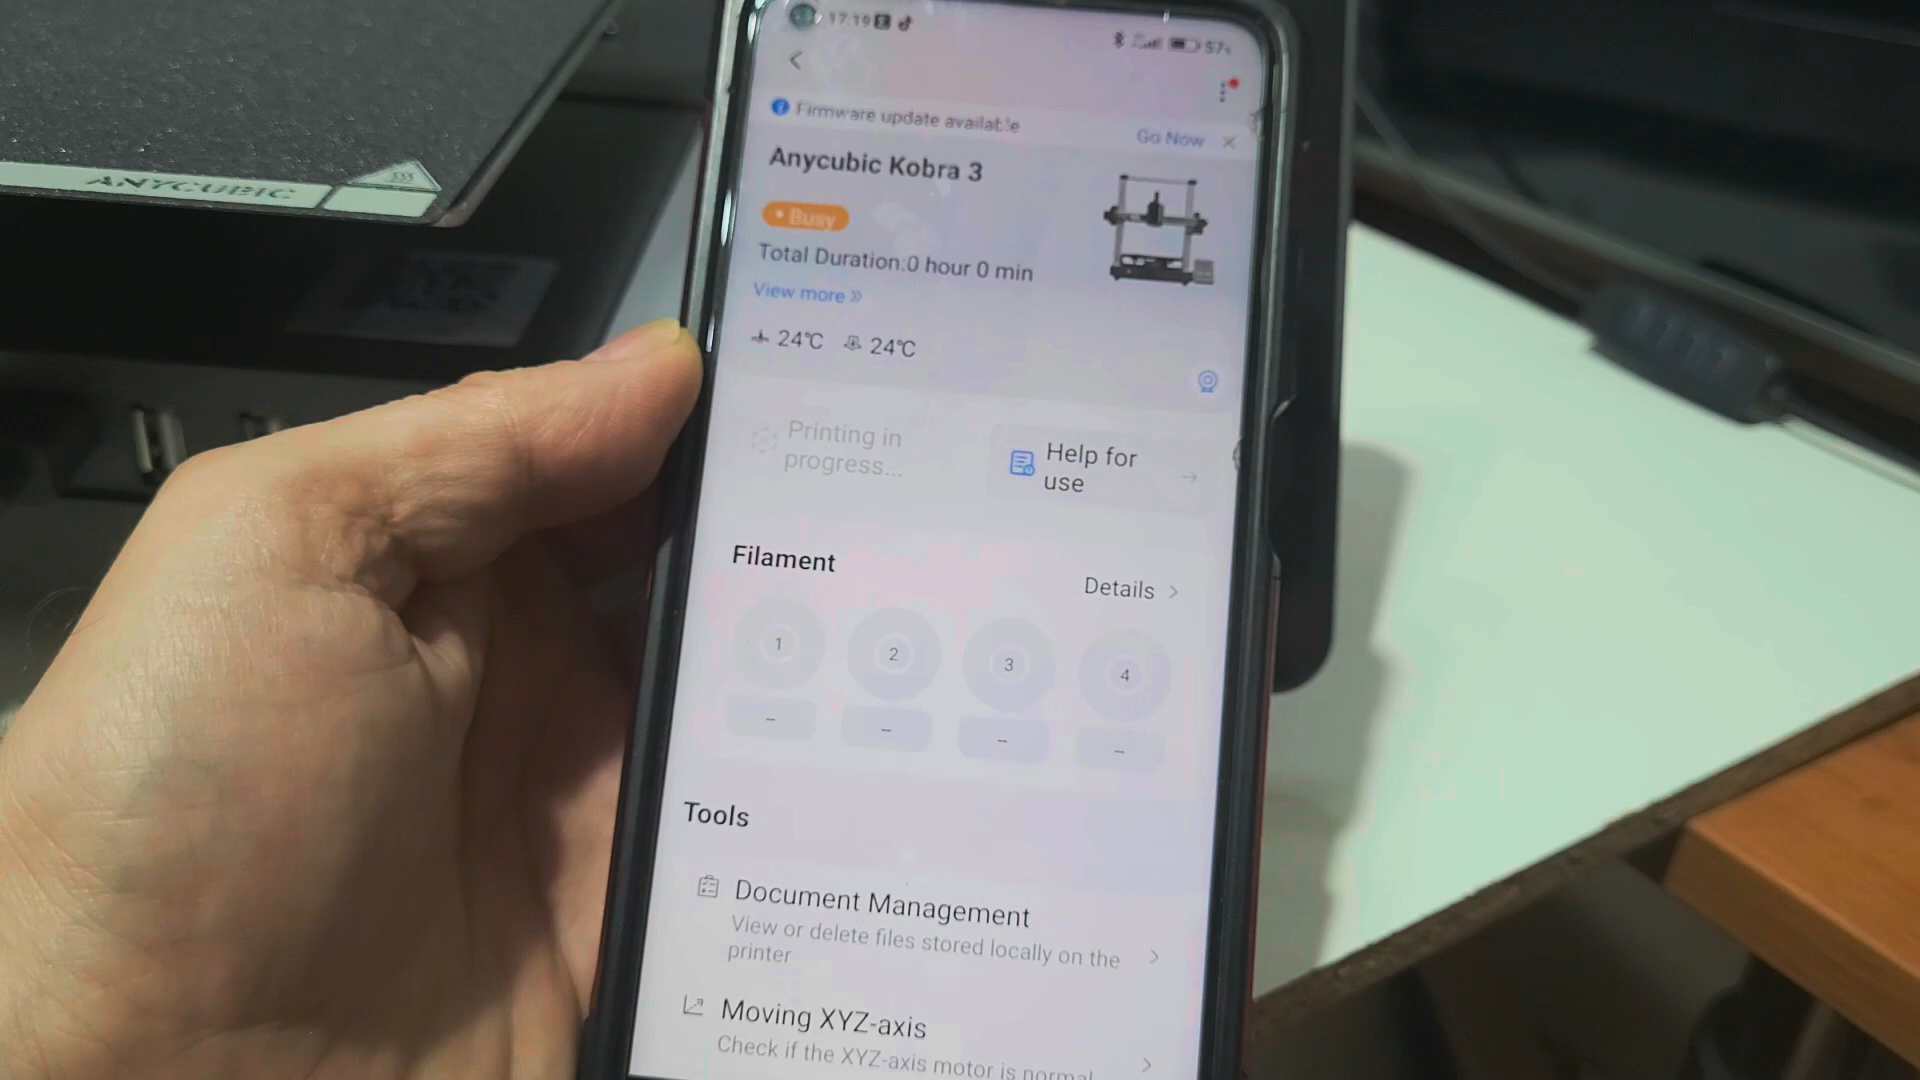 17:19
57%
Firmware update available
Go Now
Anycubic Kobra 3
• Busy
Total Duration:0 hour 0 min
View more »
24℃ 24℃
Printing in
progress...
Help for
use
Filament
Details >
1 2 3 4
-- -- -- --
Tools
Document Management
View or delete files stored locally on the
printer
Moving XYZ-axis
Check if the XYZ-axis motor is normal
ANYCUBIC